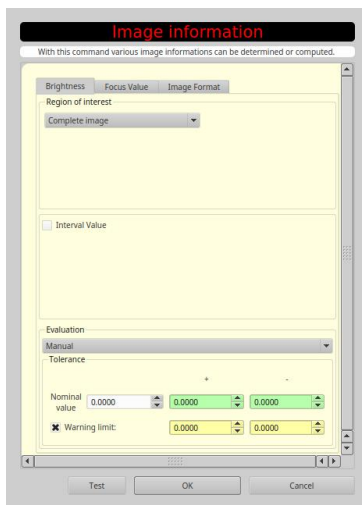 Image information
With this command various image informations can be determined or computed.
Brightness Focus Value Image Format
Region of interest
Complete image
Interval Value
Evaluation
Manual
Tolerance
+ -
Nominal value 0.0000 0.0000 0.0000
Warning limit: 0.0000 0.0000
Test OK Cancel